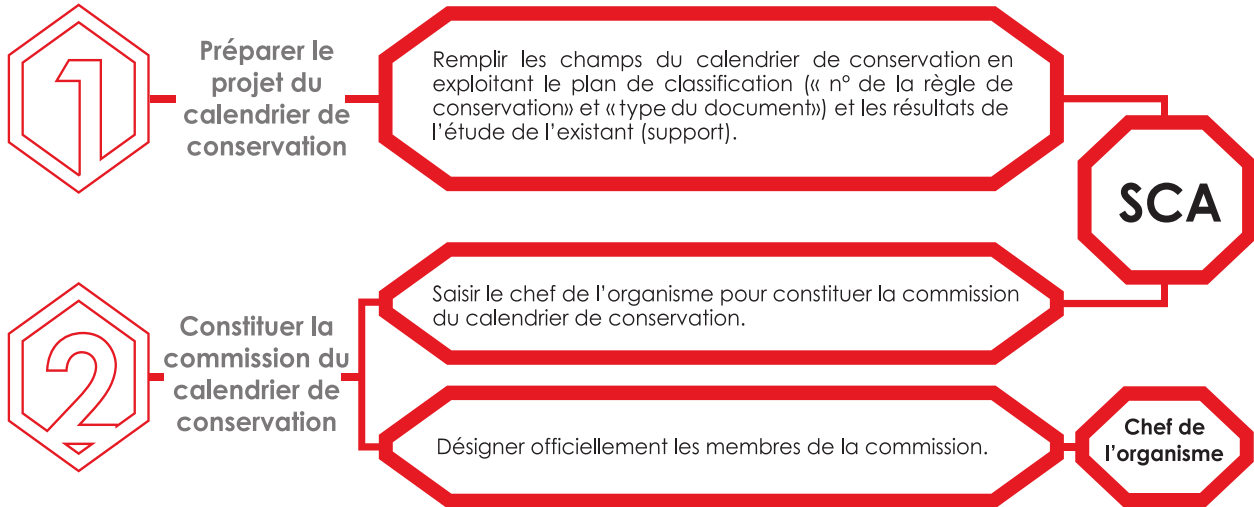 1
Préparer le
projet du
calendrier de
conservation
Remplir les champs du calendrier de conservation en
exploitant le plan de classification (« n° de la règle de
conservation» et «type du document») et les résultats de
l'étude de l'existant (support).
SCA
2
Constituer la
commission du
calendrier de
conservation
Saisir le chef de l'organisme pour constituer la commission
du calendrier de conservation.
Désigner officiellement les membres de la commission.
Chef de
l'organisme